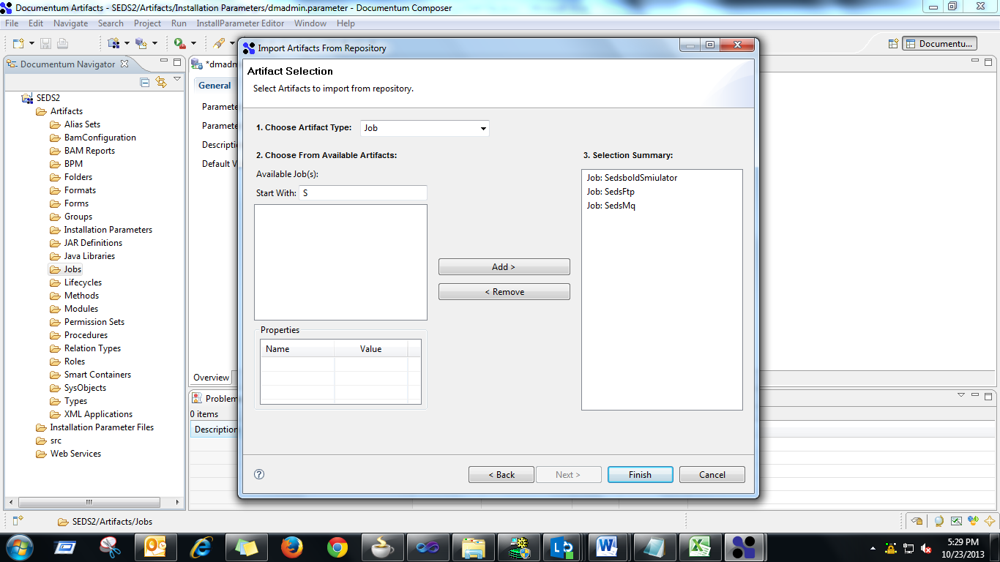 Documentum Artifacts - SEDS2/Artifacts/Installation Parameters/dmadmin.parameter - Documentum Composer
File Edit Navigate Search Project Run InstallParameter Editor Window Help
Documentu...
Documentum Navigator
*dmadm
SEDS2
Artifacts
Alias Sets
BamConfiguration
BAM Reports
BPM
Folders
Formats
Forms
Groups
Installation Parameters
JAR Definitions
Java Libraries
Jobs
Lifecycles
Methods
Modules
Permission Sets
Procedures
Relation Types
Roles
Smart Containers
SysObjects
Types
XML Applications
Installation Parameter Files
src
Web Services
General
Paramete
Paramete
Descripti
Default V
Overview
Problem
0 items
Description
Import Artifacts From Repository
Artifact Selection
Select Artifacts to import from repository.
1. Choose Artifact Type: Job
2. Choose From Available Artifacts:
Available Job(s):
Start With: S
Properties
Name Value
Add >
< Remove
3. Selection Summary:
Job: SedsboldSmiulator
Job: SedsFtp
Job: SedsMq
< Back Next > Finish Cancel
SEDS2/Artifacts/Jobs
5:29 PM
10/23/2013